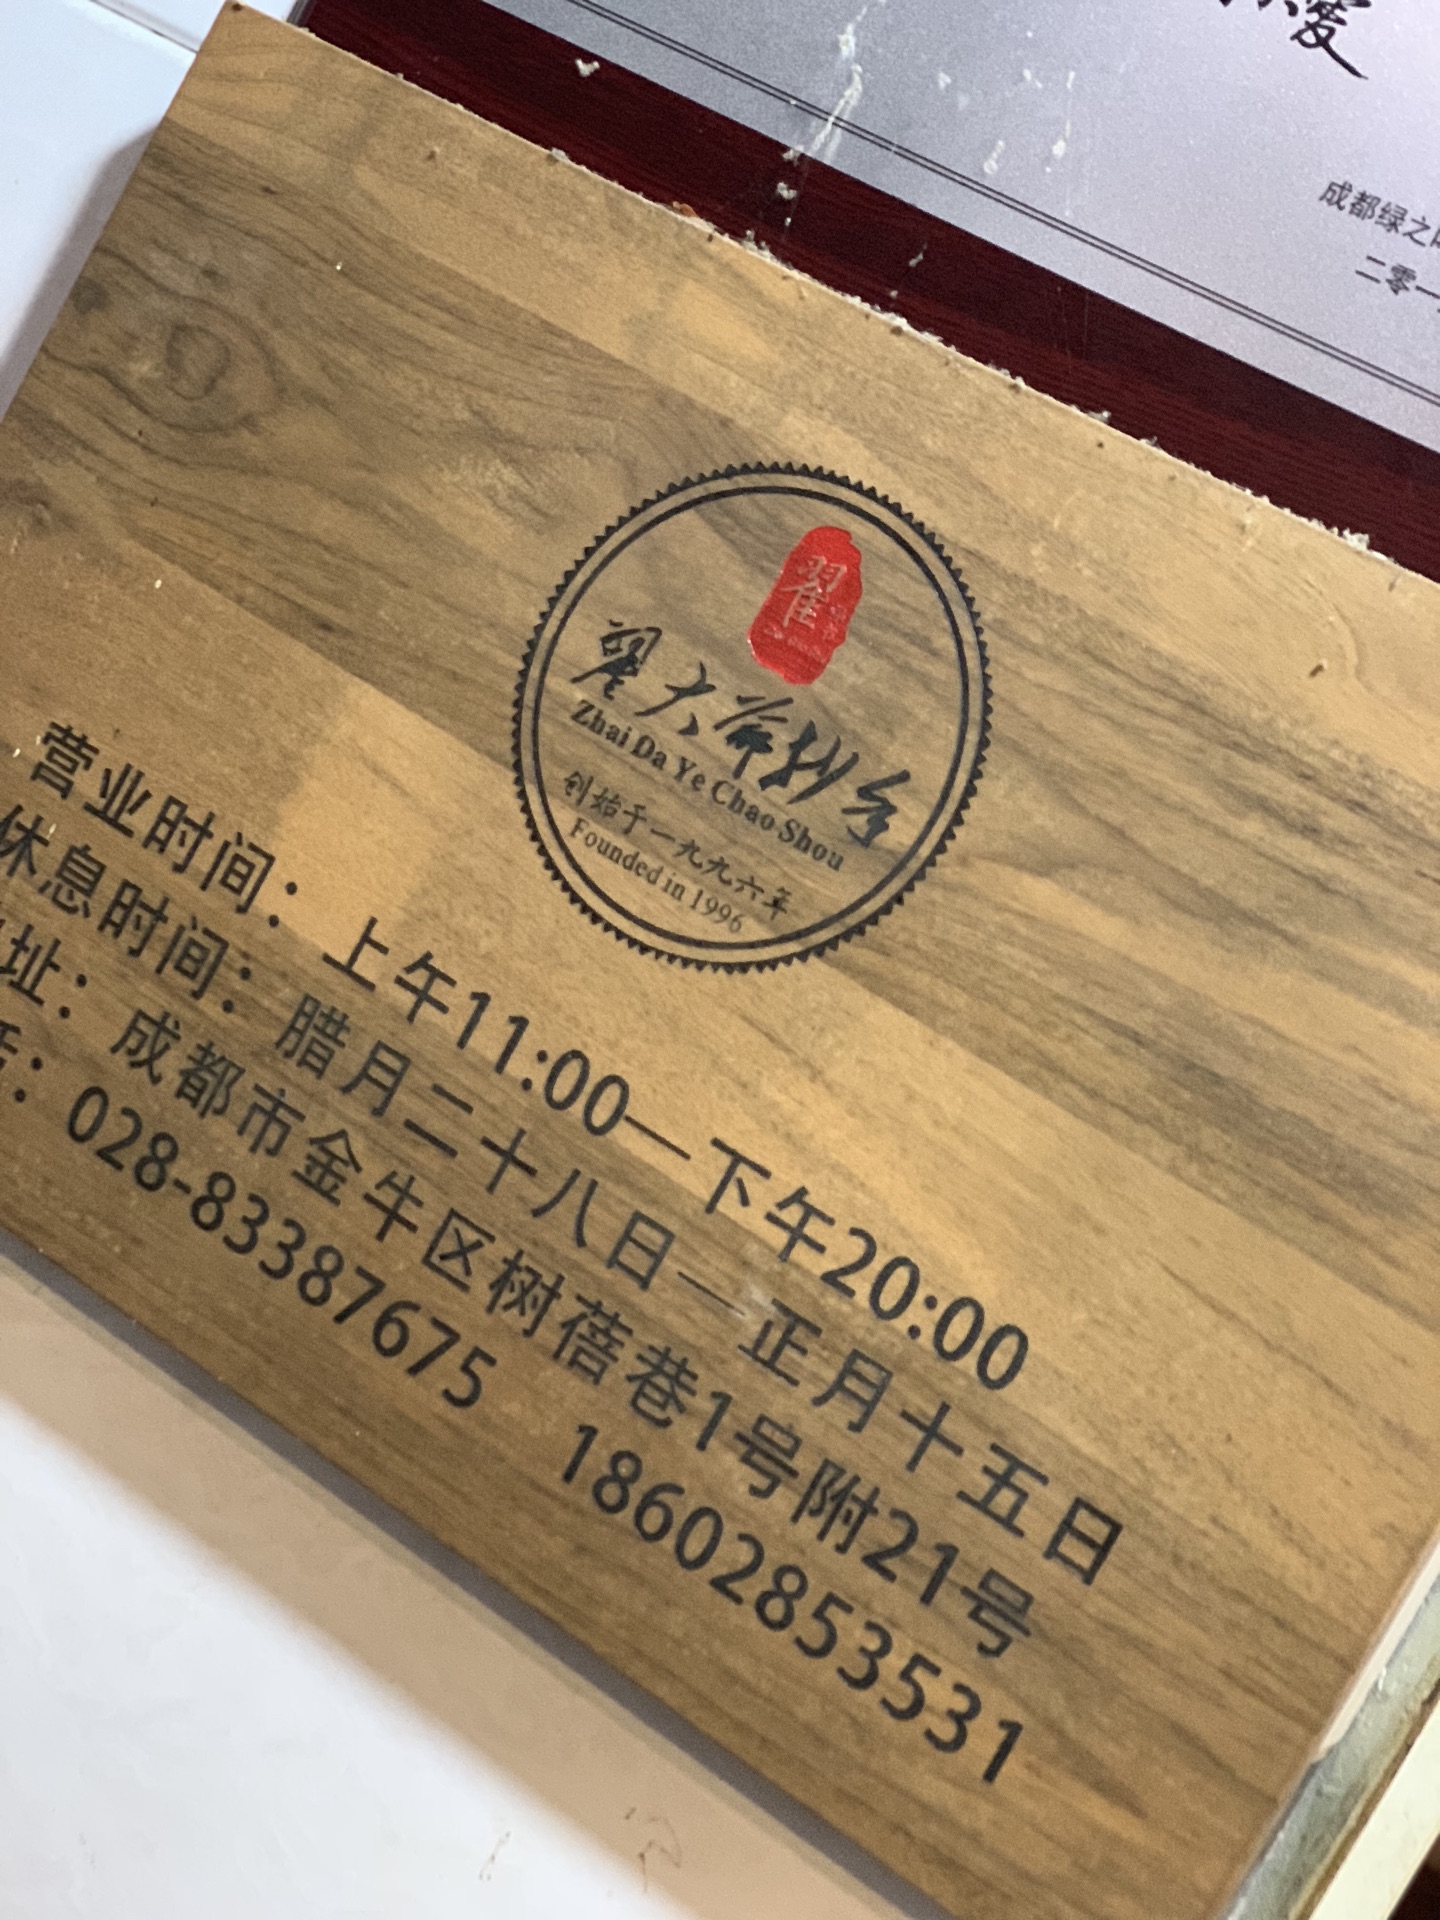 成都绿之
二零一
翟
翟大爷抄手
Zhai Da Ye Chao Shou
创始于一九九六年
Founded in 1996
营业时间：上午11:00—下午20:00
休息时间：腊月二十八日—正月十五日
址：成都市金牛区树蓓巷1号附21号
话：028-83387675 18602853531